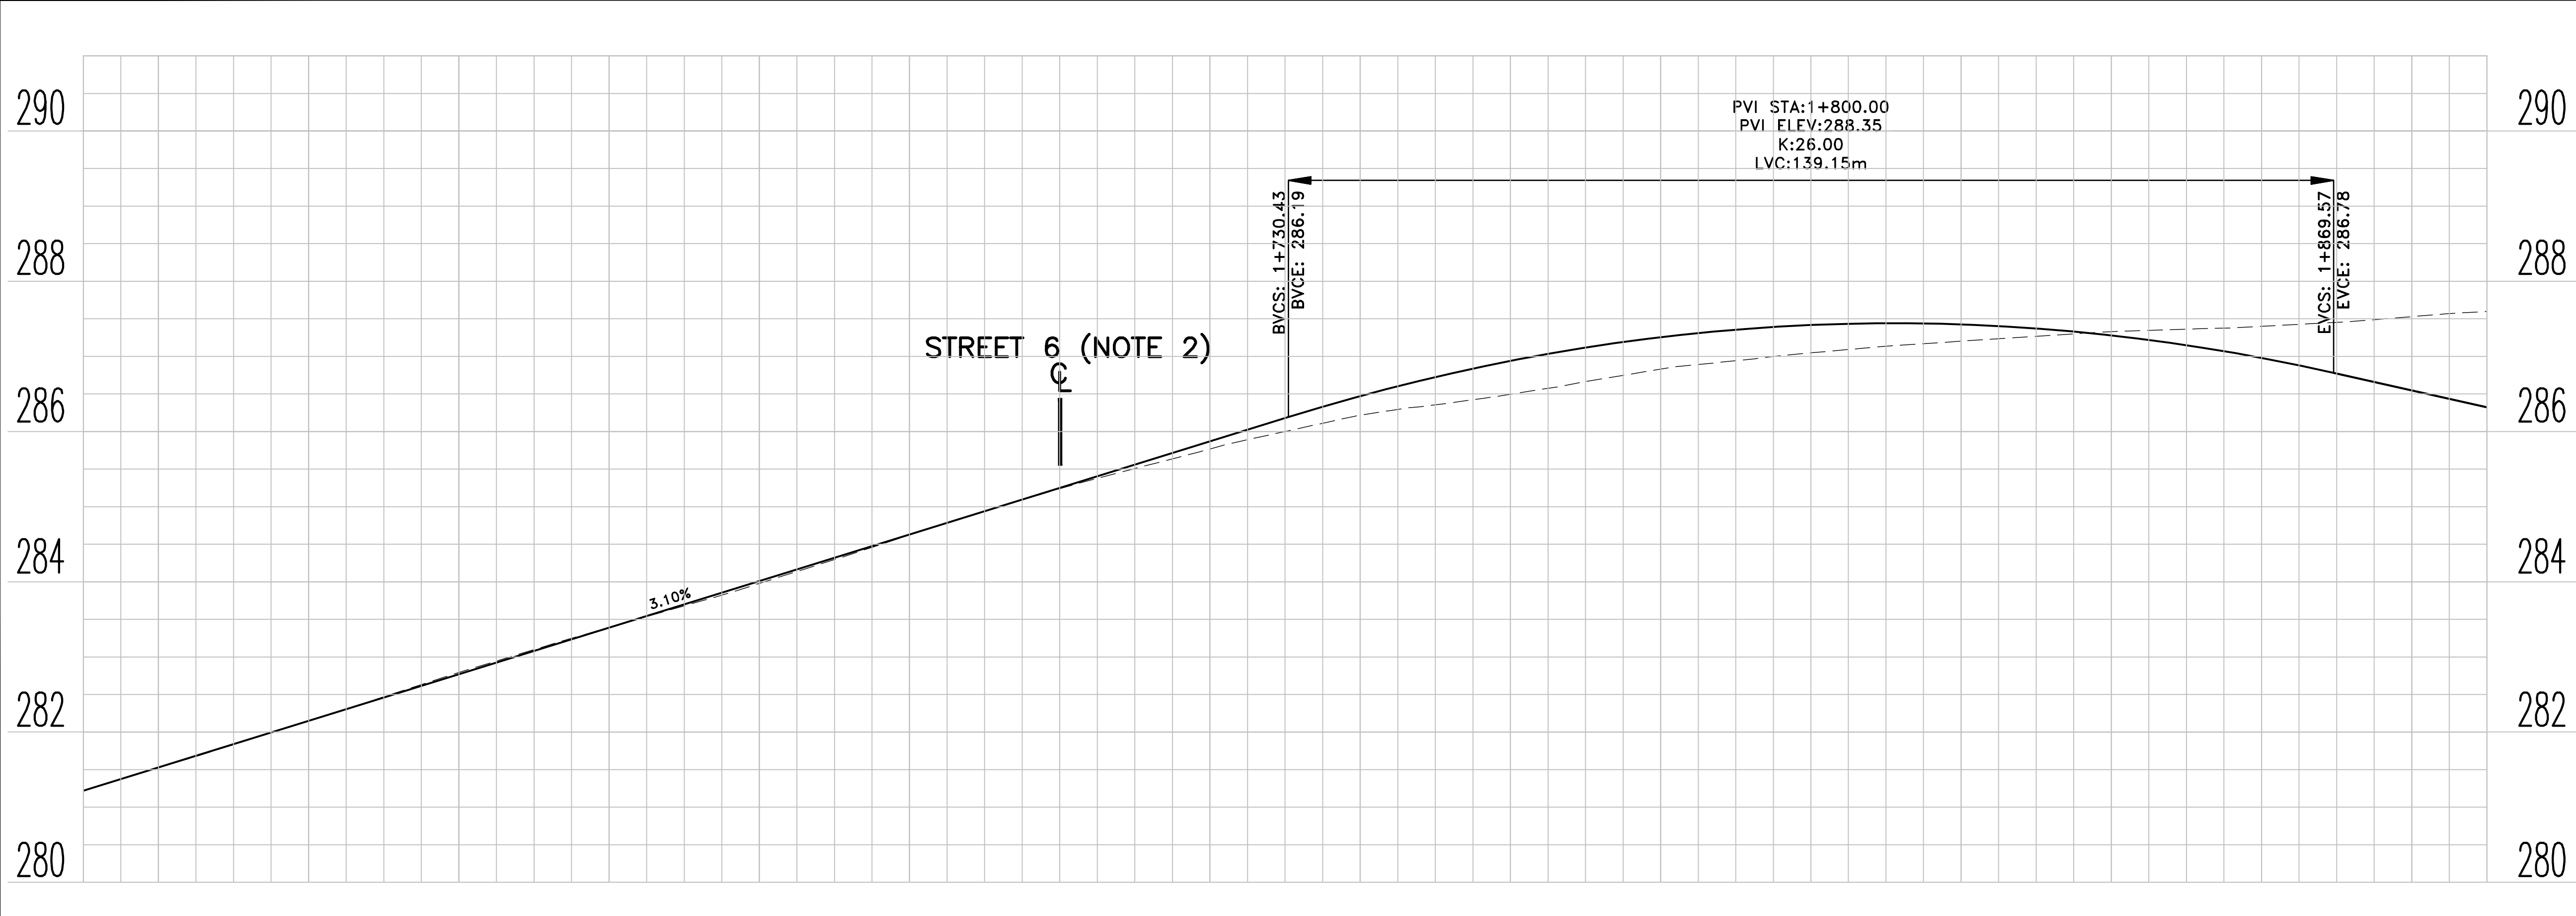 290
290
PVI STA:1+800.00
PVI ELEV:288.35
K:26.00
LVC:139.15m
BVCS: 1+730.43
BVCE: 286.19
EVCS: 1+869.57
EVCE: 286.78
288
288
STREET 6 (NOTE 2)
CL
286
286
284
284
3.10%
282
282
280
280